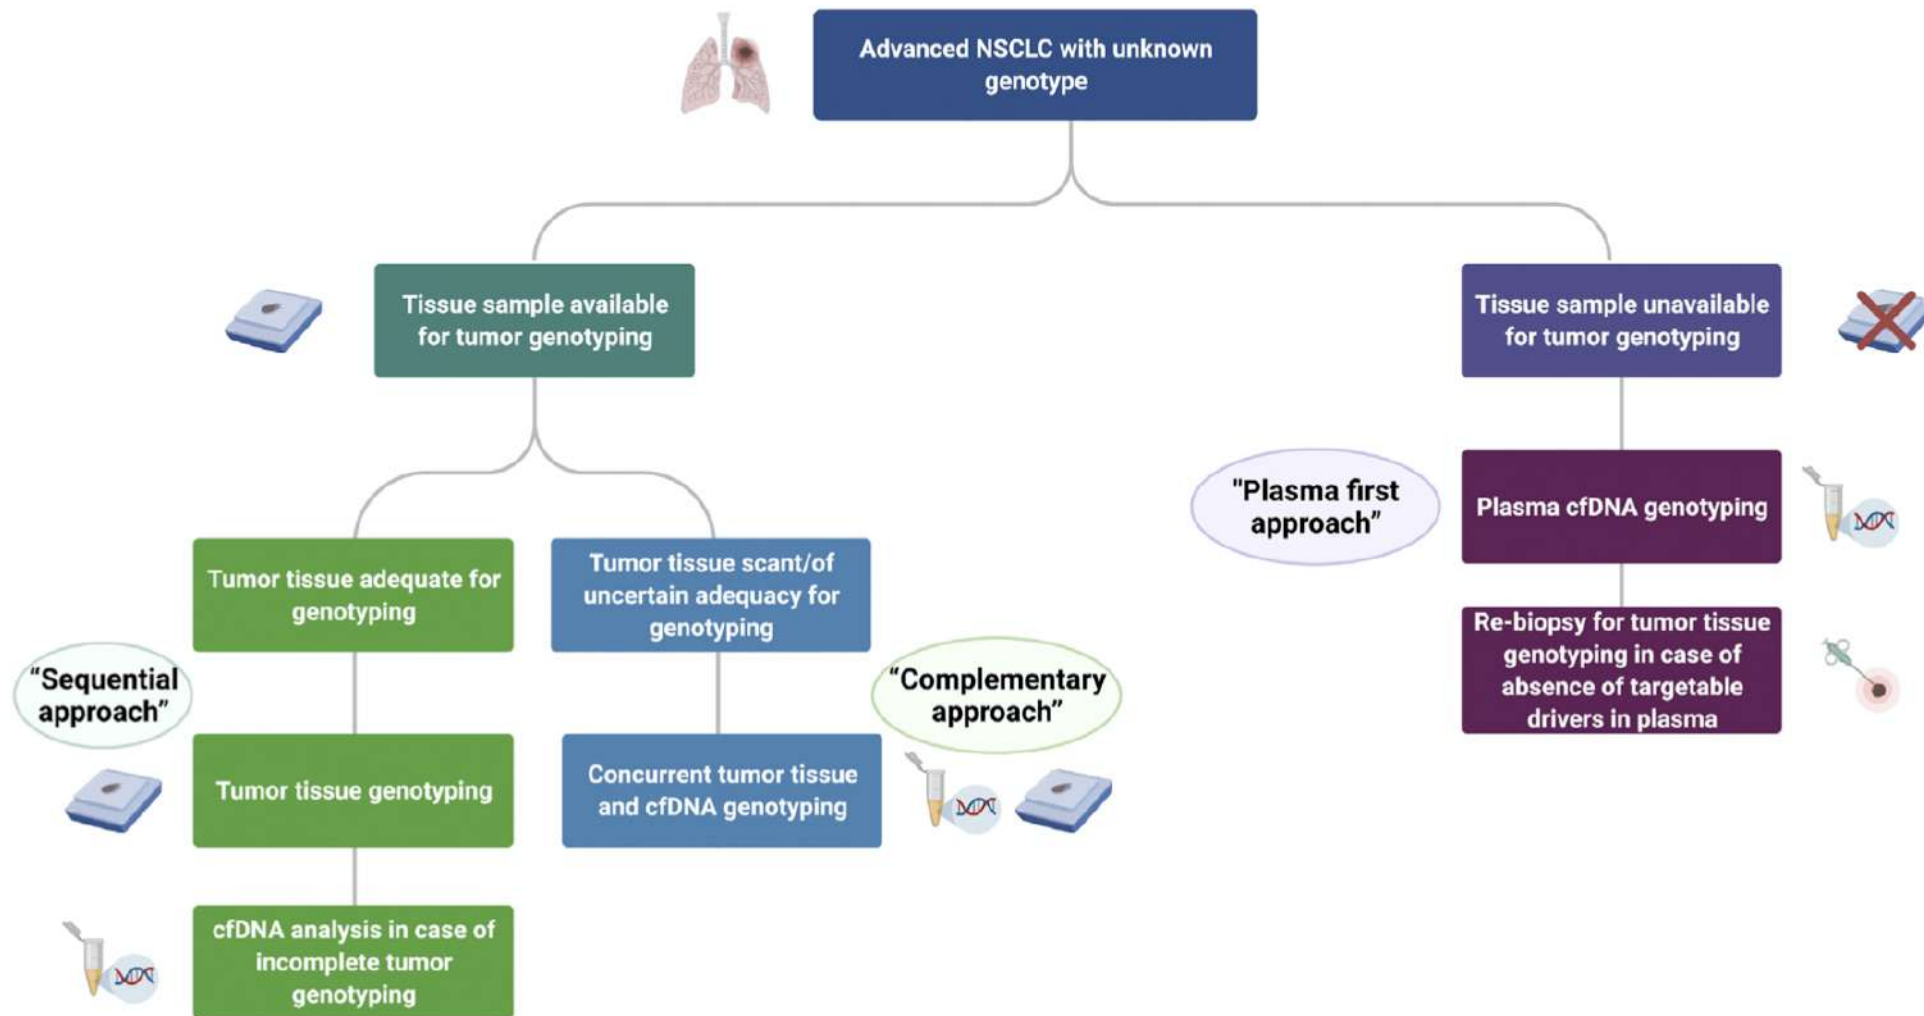 Advanced NSCLC with unknown
genotype
Tissue sample available
for tumor genotyping
Tissue sample unavailable
for tumor genotyping
"Plasma first
approach”
Plasma cfDNA genotyping
Tumor tissue adequate for
genotyping
Tumor tissue scant/of
uncertain adequacy for
genotyping
Re-biopsy for tumor tissue
genotyping in case of
absence of targetable
drivers in plasma
“Sequential
approach”
“Complementary
approach”
Tumor tissue genotyping
Concurrent tumor tissue
and cfDNA genotyping
cfDNA analysis in case of
incomplete tumor
genotyping